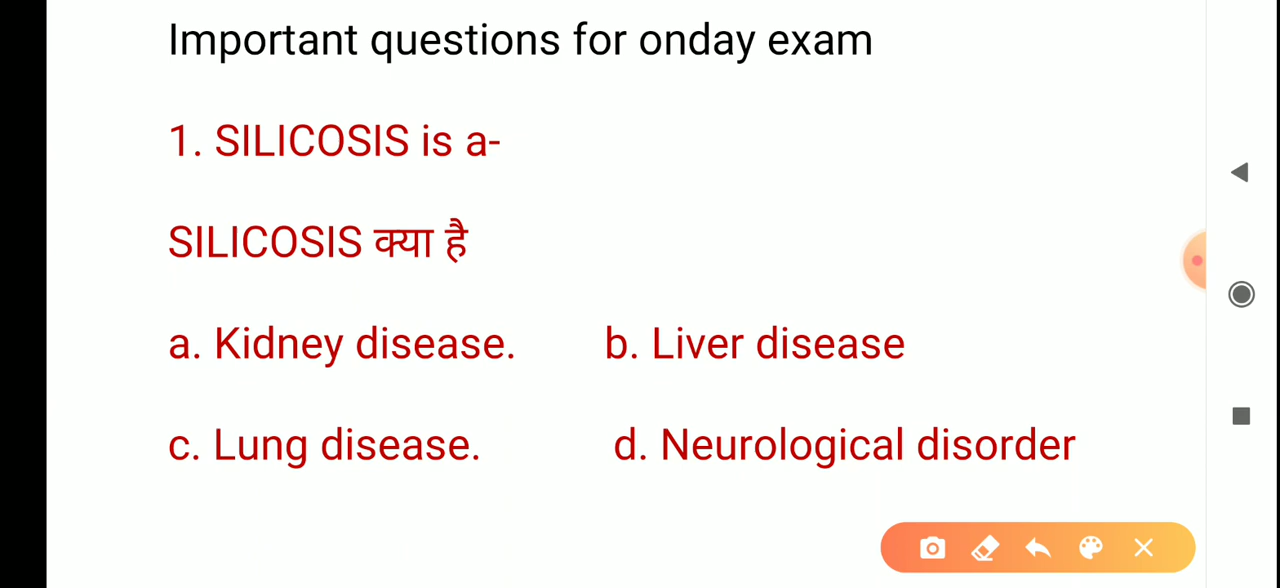 Important questions for onday exam
1. SILICOSIS is a-
SILICOSIS क्या है
a. Kidney disease. b. Liver disease
c. Lung disease. d. Neurological disorder